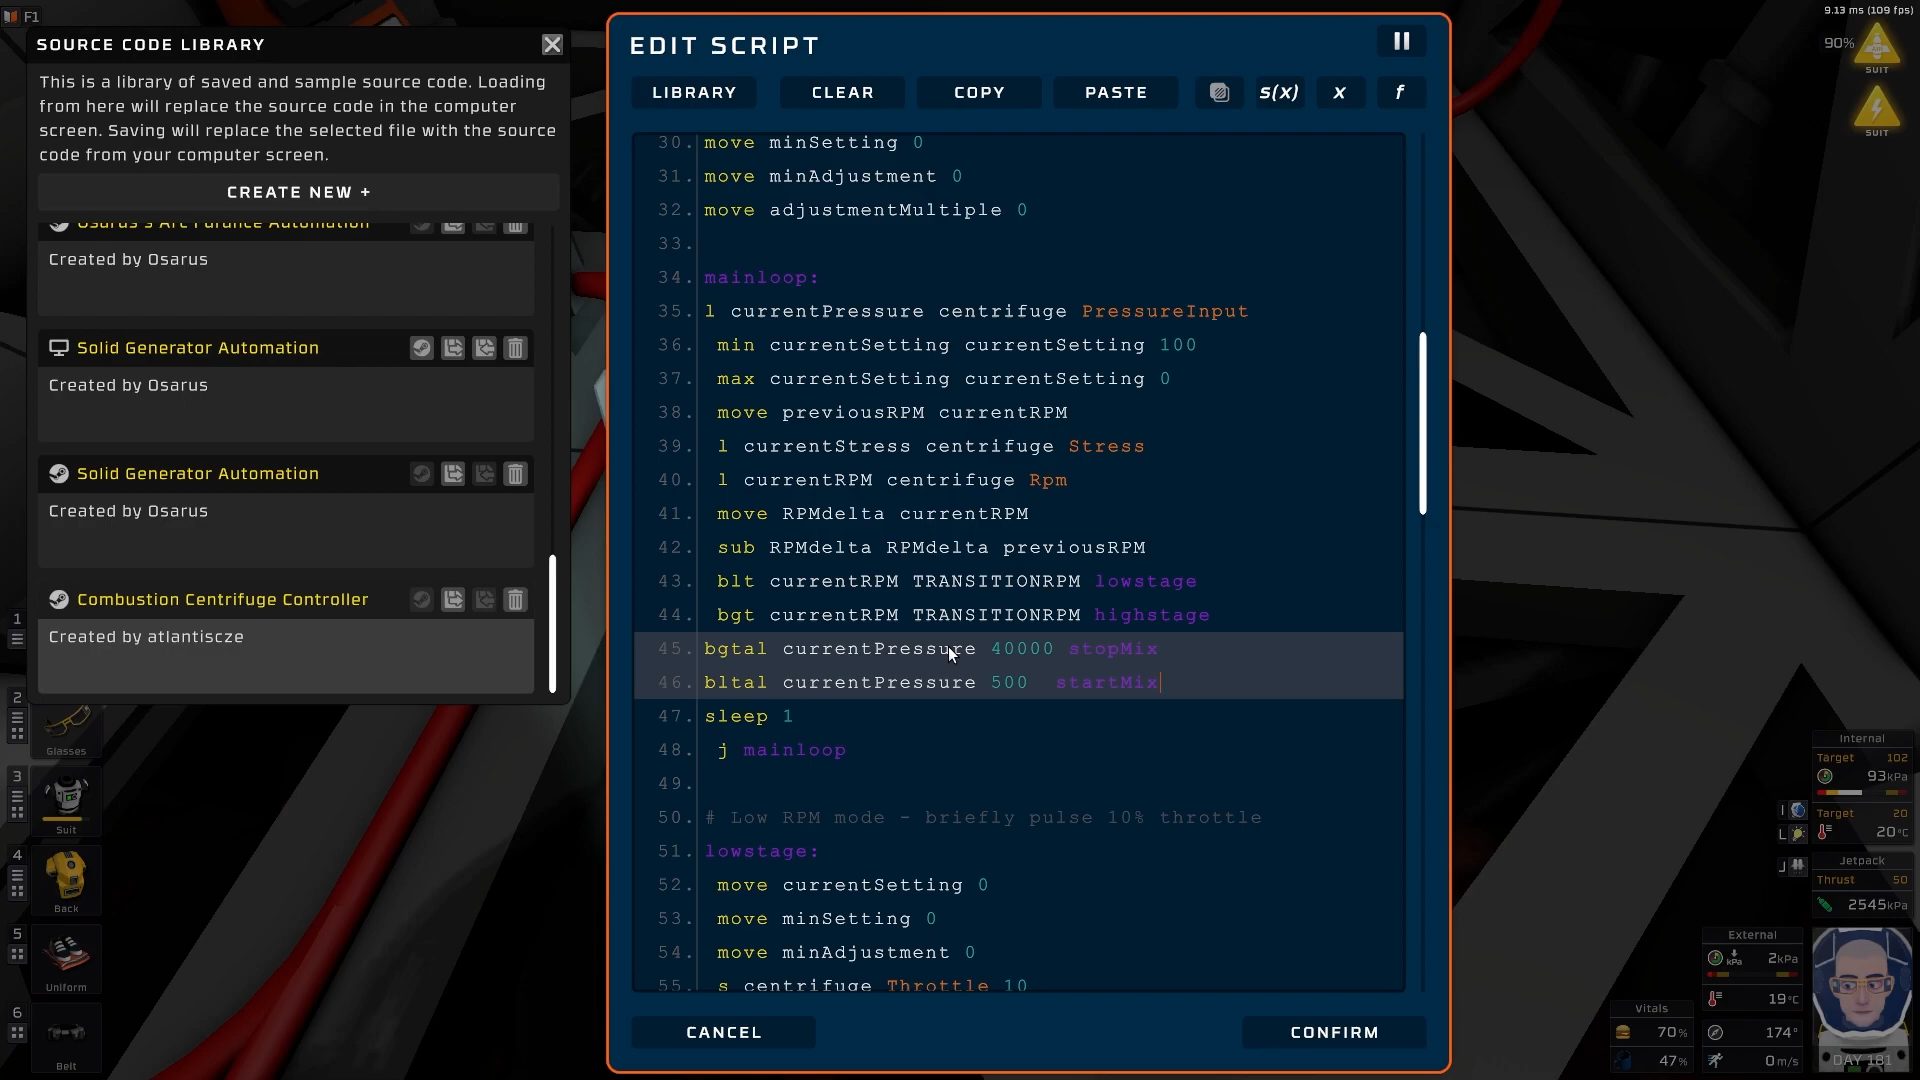 F1
9.13 ms (109 fps)
90%
SUIT
SUIT
SOURCE CODE LIBRARY
This is a library of saved and sample source code. Loading
from here will replace the source code in the computer
screen. Saving will replace the selected file with the source
code from your computer screen.
CREATE NEW +
Osarus's Arc Furance Automation
Created by Osarus
Solid Generator Automation
Created by Osarus
Solid Generator Automation
Created by Osarus
Combustion Centrifuge Controller
Created by atlantiscze
EDIT SCRIPT
LIBRARY CLEAR COPY PASTE s(x) x f
30. move minSetting 0
31. move minAdjustment 0
32. move adjustmentMultiple 0
33.
34. mainloop:
35. l currentPressure centrifuge PressureInput
36. min currentSetting currentSetting 100
37. max currentSetting currentSetting 0
38. move previousRPM currentRPM
39. l currentStress centrifuge Stress
40. l currentRPM centrifuge Rpm
41. move RPMdelta currentRPM
42. sub RPMdelta RPMdelta previousRPM
43. blt currentRPM TRANSITIONRPM lowstage
44. bgt currentRPM TRANSITIONRPM highstage
45. bgtal currentPressure 40000 stopMix
46. bltal currentPressure 500 startMix
47. sleep 1
48. j mainloop
49.
50. # Low RPM mode - briefly pulse 10% throttle
51. lowstage:
52. move currentSetting 0
53. move minSetting 0
54. move minAdjustment 0
55. s centrifuge Throttle 10
CANCEL CONFIRM
1
2
Glasses
3
Suit
4
Back
5
Uniform
6
Belt
Internal
Target 102
93kPa
Target 20
20°C
I
L
J
Jetpack
Thrust 50
2545kPa
External
kPa 2kPa
19°C
174°
0m/s
Vitals
70%
47%
DAY 181